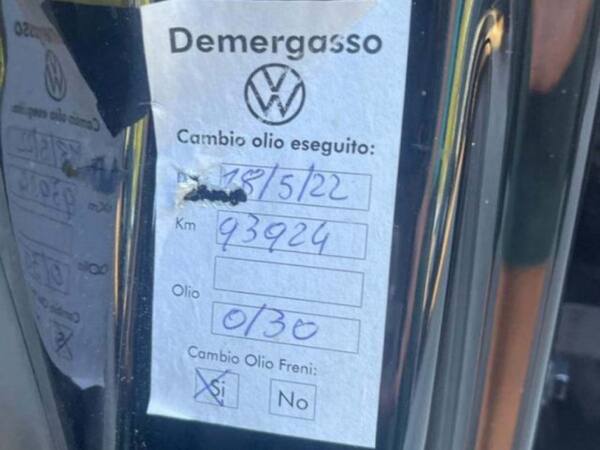 Demergasso
Cambio olio eseguito:
18/5/22
Km 93924
Olio 0/30
Cambio Olio Freni:
Si No